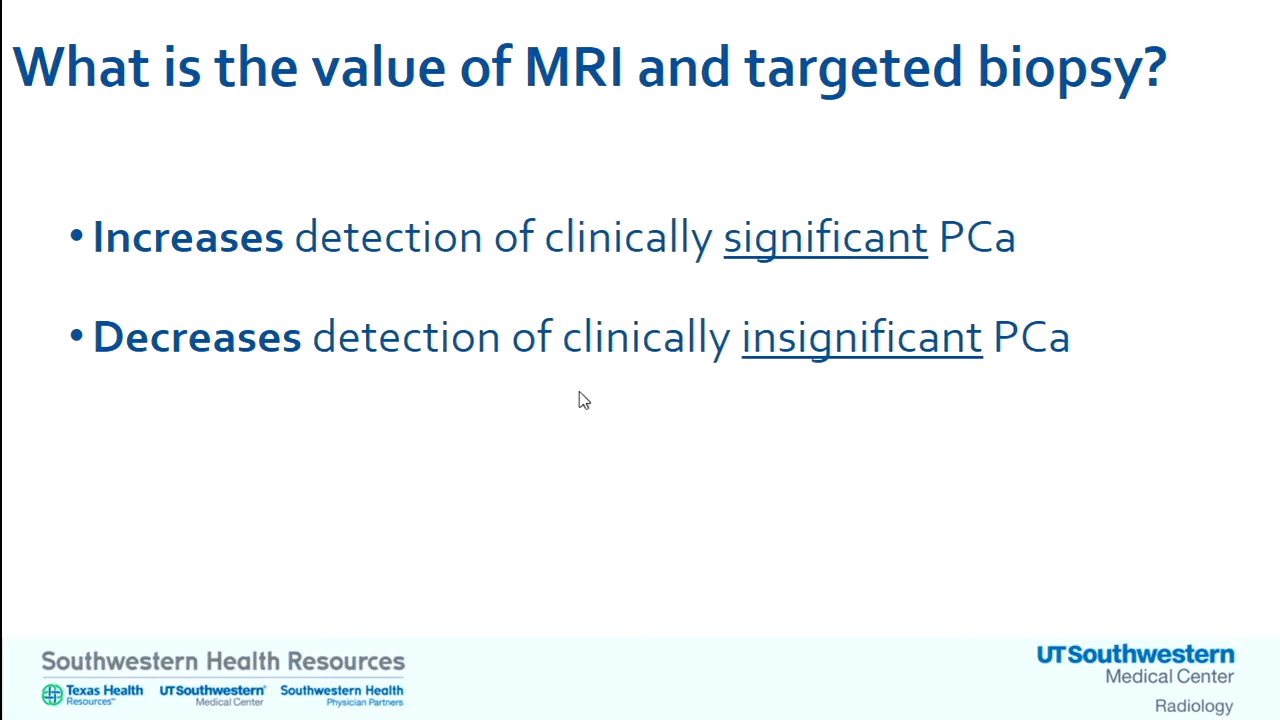 What is the value of MRI and targeted biopsy?
• Increases detection of clinically significant PCa
• Decreases detection of clinically insignificant PCa
Southwestern Health Resources
Texas Health Resources℠
UTSouthwestern® Medical Center
Southwestern Health Physician Partners
UTSouthwestern
Medical Center
Radiology